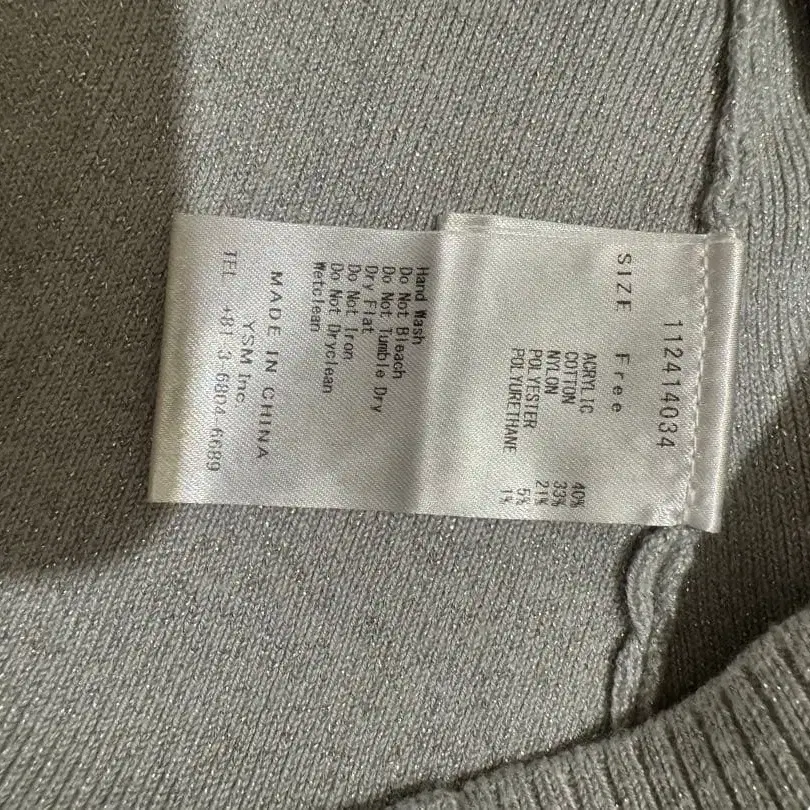 112414034
SIZE Free
ACRYLIC 40%
COTTON 33%
NYLON 21%
POLYESTER 5%
POLYURETHANE 1%
Hand Wash
Do Not Bleach
Do Not Tumble Dry
Dry Flat
Do Not Iron
Do Not Dryclean
Wetclean
MADE IN CHINA
YSM Inc.
TEL +81-3-6804-6689